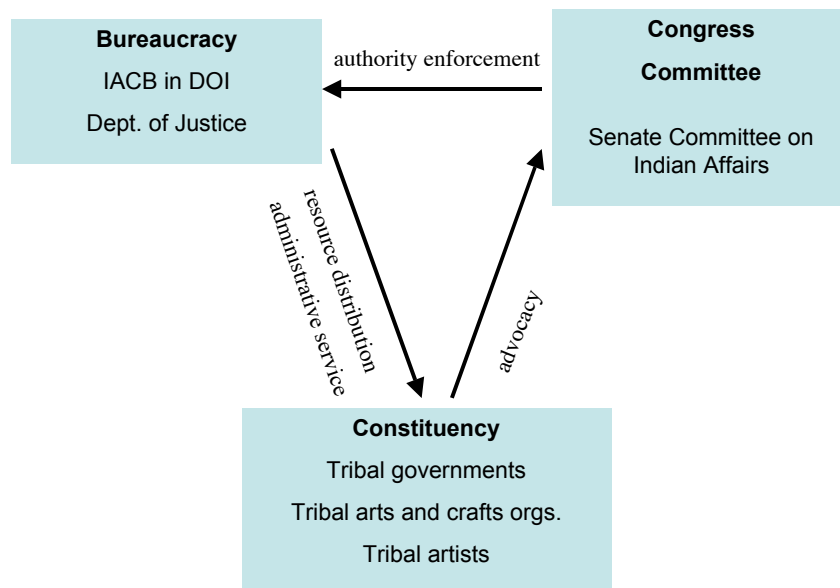 Bureaucracy
IACB in DOI
Dept. of Justice
authority enforcement
Congress
Committee
Senate Committee on
Indian Affairs
resource distribution
administrative service
advocacy
Constituency
Tribal governments
Tribal arts and crafts orgs.
Tribal artists